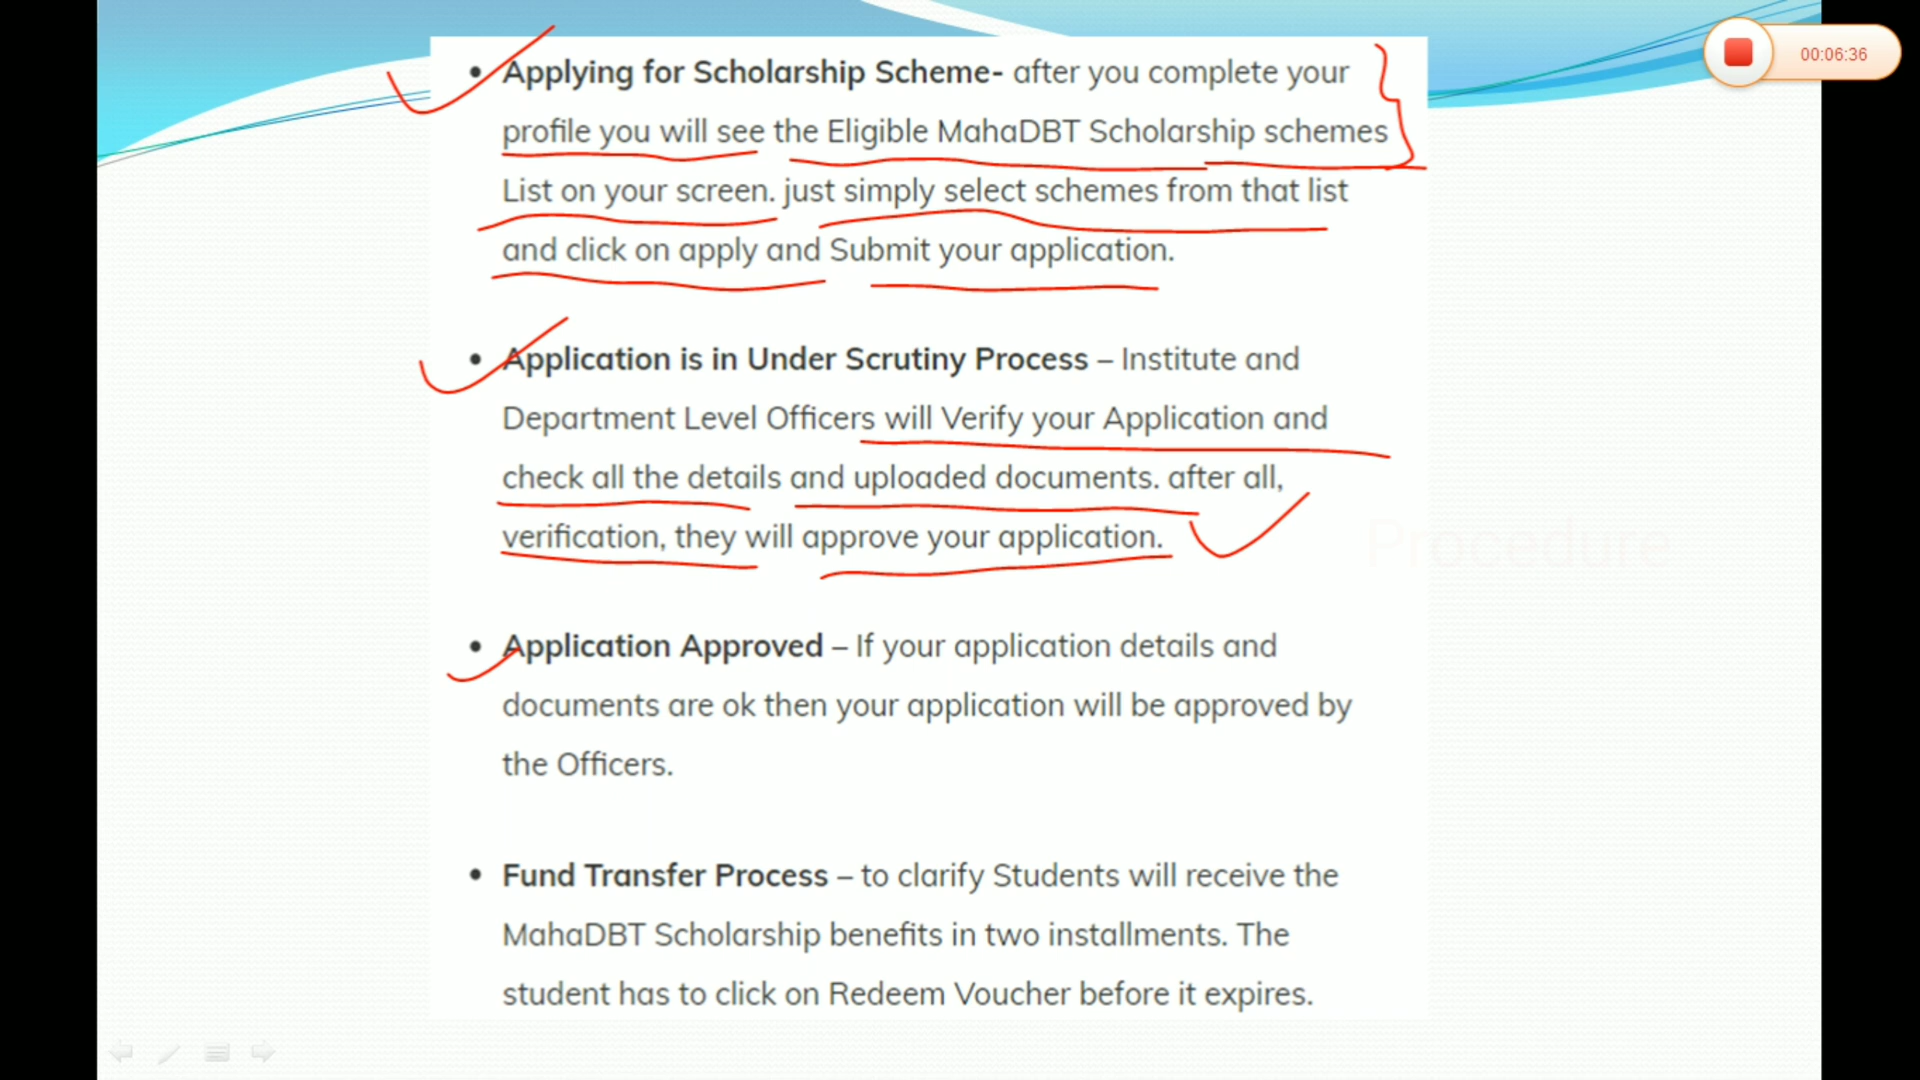 00:06:36
• Applying for Scholarship Scheme- after you complete your
profile you will see the Eligible MahaDBT Scholarship schemes
List on your screen. just simply select schemes from that list
and click on apply and Submit your application.
• Application is in Under Scrutiny Process – Institute and
Department Level Officers will Verify your Application and
check all the details and uploaded documents. after all,
verification, they will approve your application.
Procedure
• Application Approved – If your application details and
documents are ok then your application will be approved by
the Officers.
• Fund Transfer Process – to clarify Students will receive the
MahaDBT Scholarship benefits in two installments. The
student has to click on Redeem Voucher before it expires.